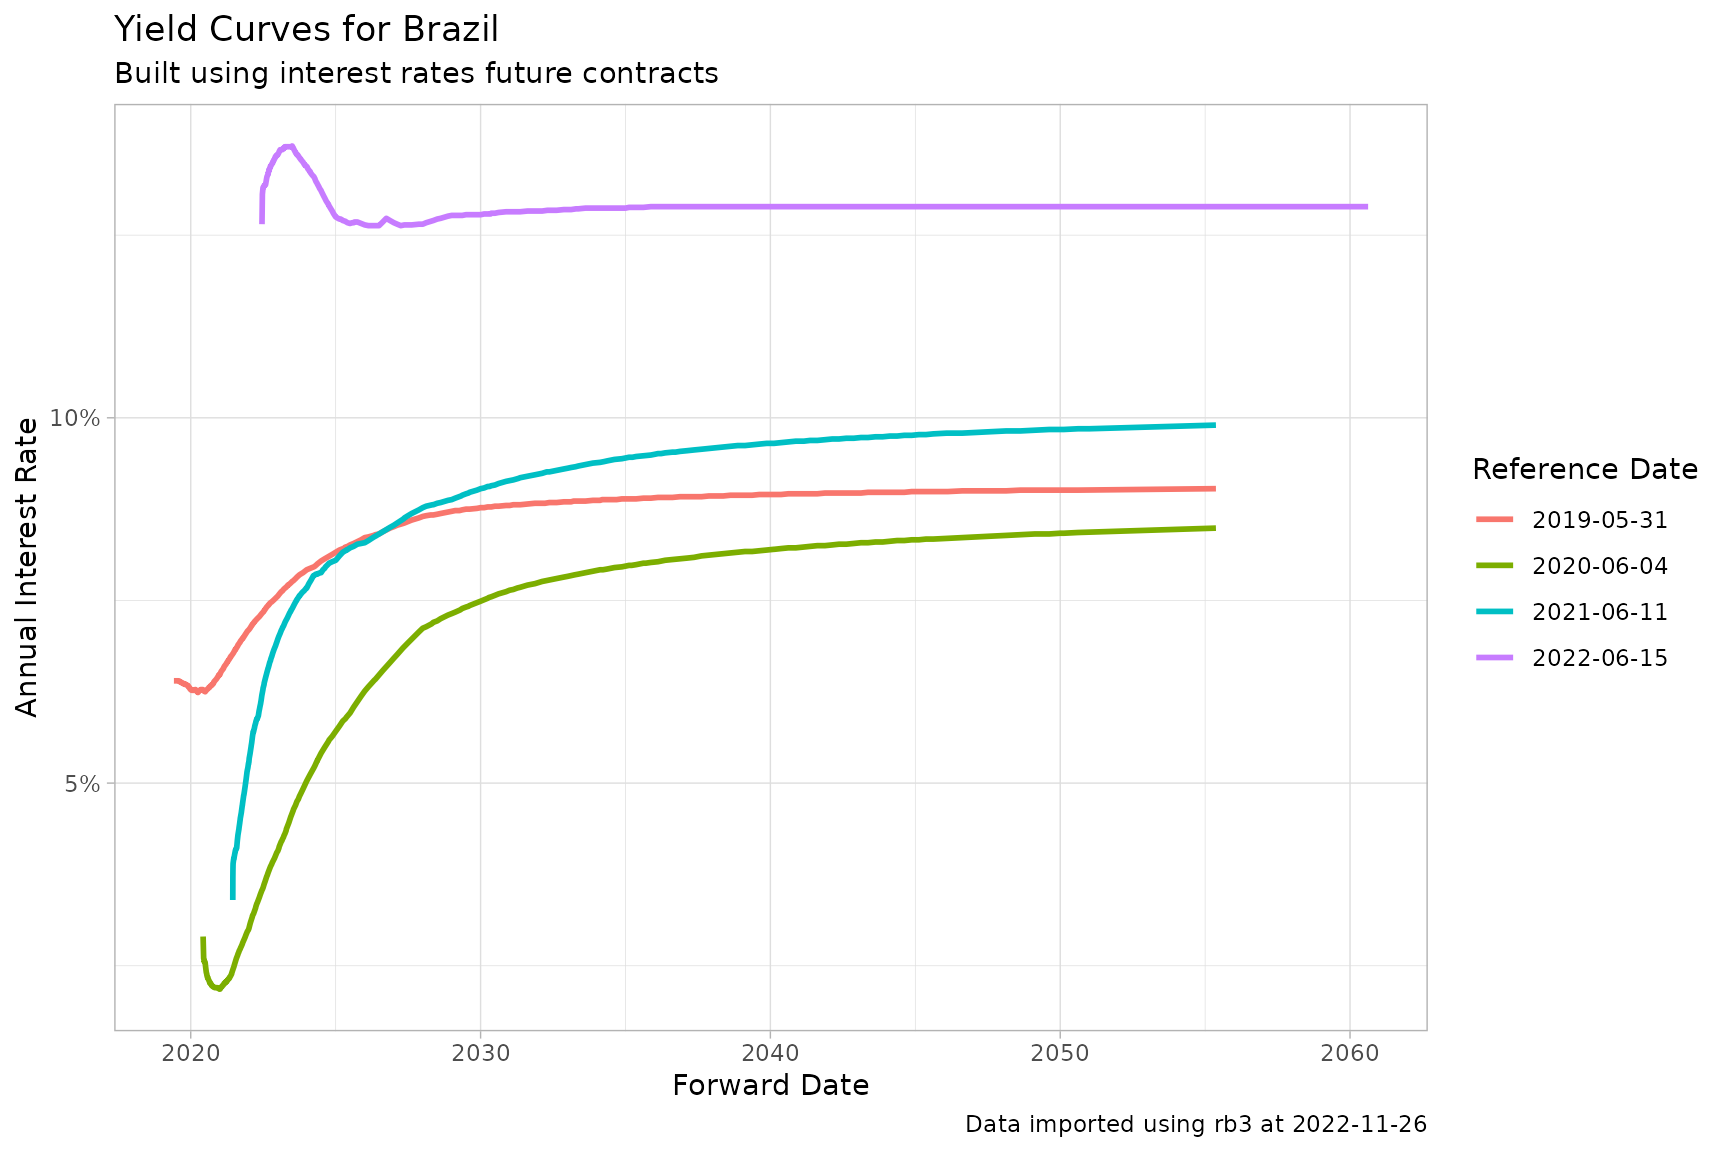 Yield Curves for Brazil
Built using interest rates future contracts
Annual Interest Rate
10%
5%
2020
2030
2040
2050
2060
Forward Date
Reference Date
2019-05-31
2020-06-04
2021-06-11
2022-06-15
Data imported using rb3 at 2022-11-26